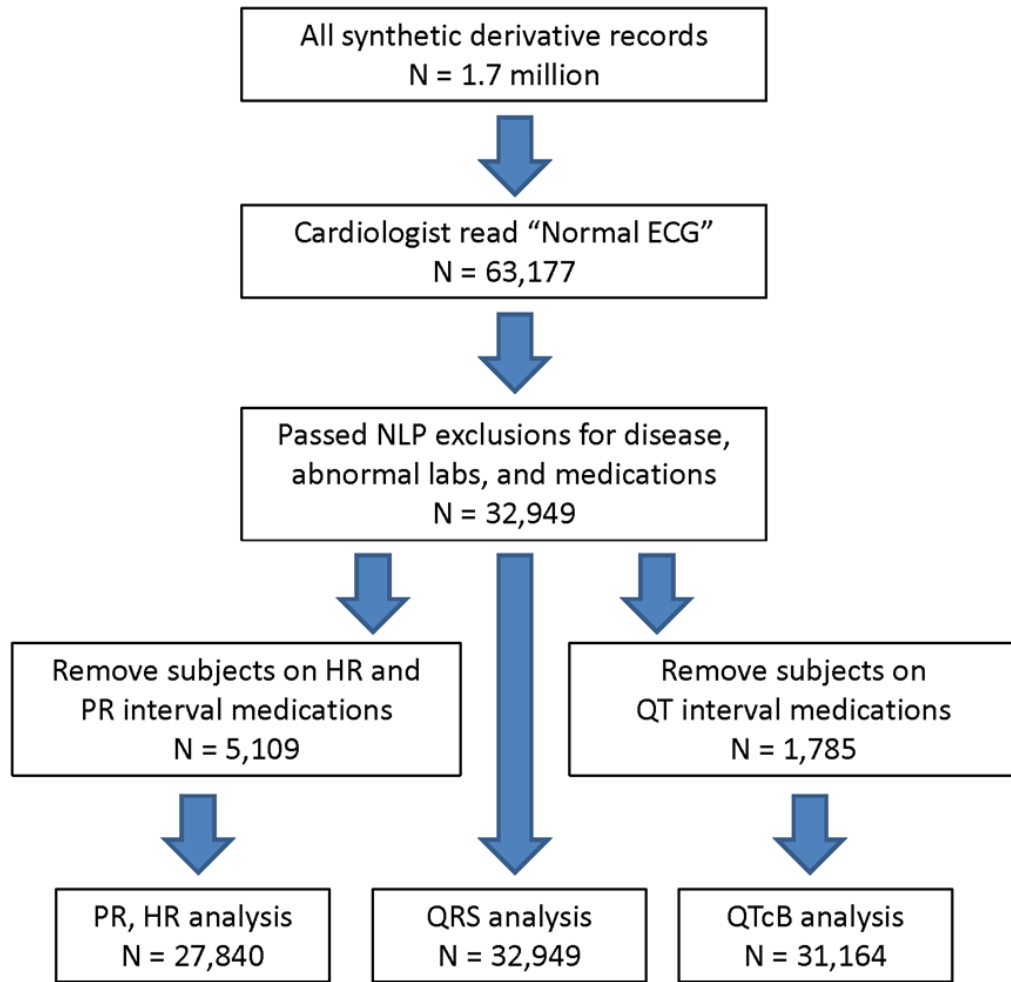 All synthetic derivative records
N = 1.7 million
Cardiologist read “Normal ECG”
N = 63,177
Passed NLP exclusions for disease,
abnormal labs, and medications
N = 32,949
Remove subjects on HR and
PR interval medications
N = 5,109
Remove subjects on
QT interval medications
N = 1,785
PR, HR analysis
N = 27,840
QRS analysis
N = 32,949
QTcB analysis
N = 31,164